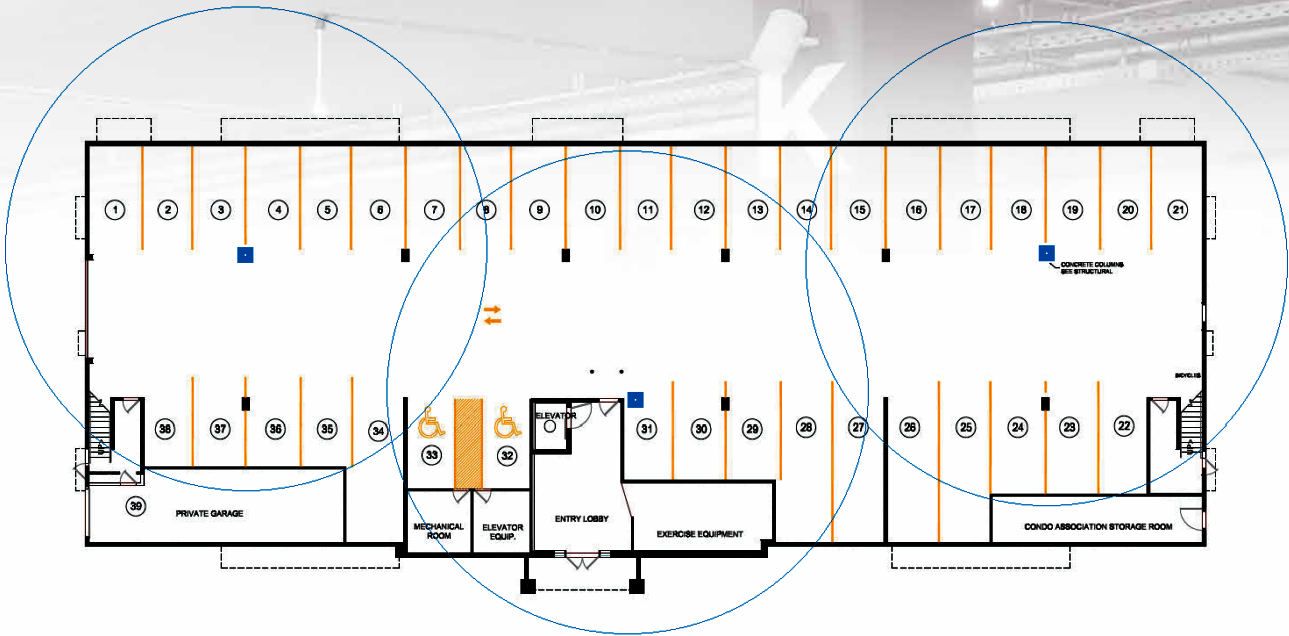 K
1 2 3 4 5 6 7 8 9 10 11 12 13 14 15 16 17 18 19 20 21
CONCRETE COLUMNS
SEE STRUCTURAL
BICYCLES
ELEVATOR
38 37 36 35 34 33 32 31 30 29 28 27 26 25 24 23 22
UP
UP
39
PRIVATE GARAGE
MECHANICAL
ROOM
ELEVATOR
EQUIP.
ENTRY LOBBY
EXERCISE EQUIPMENT
CONDO ASSOCIATION STORAGE ROOM